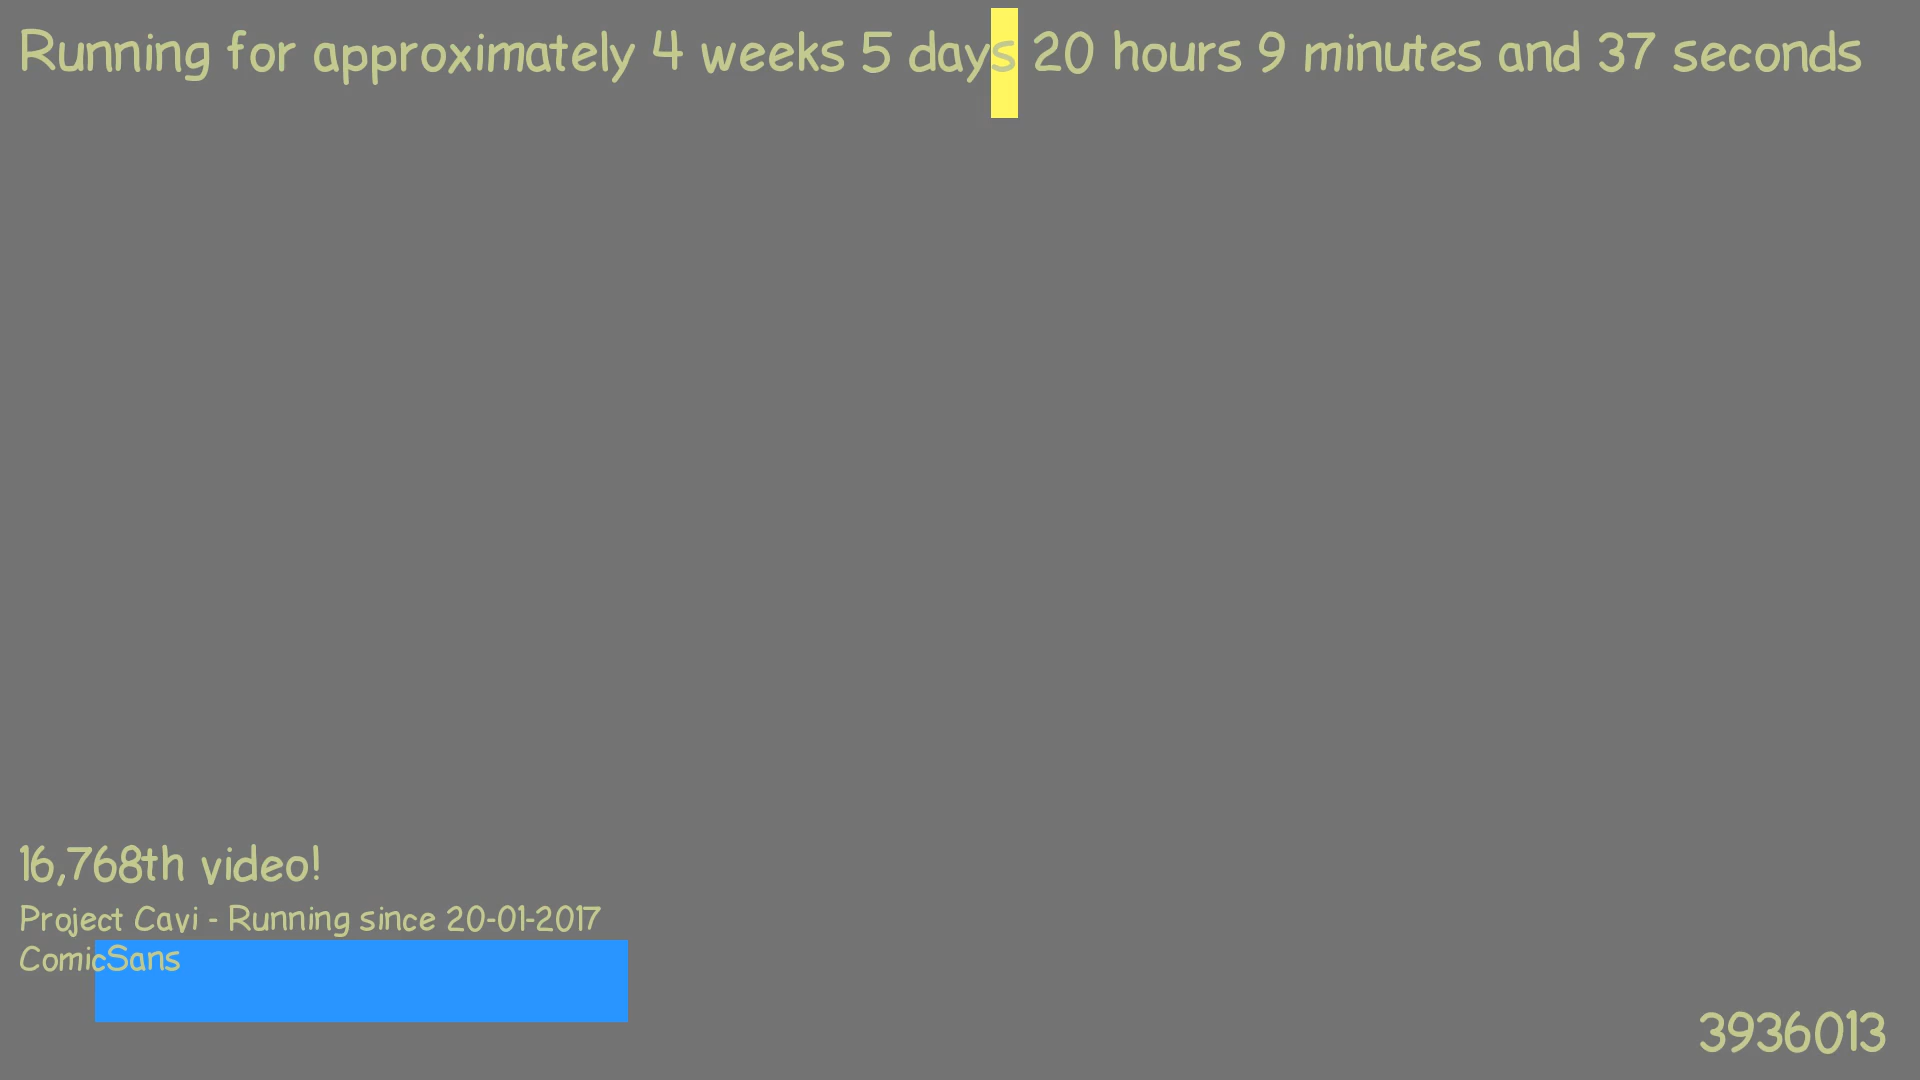 Running for approximately 4 weeks 5 days 20 hours 9 minutes and 37 seconds
16,768th video!
Project Cavi - Running since 20-01-2017
ComicSans
3936013